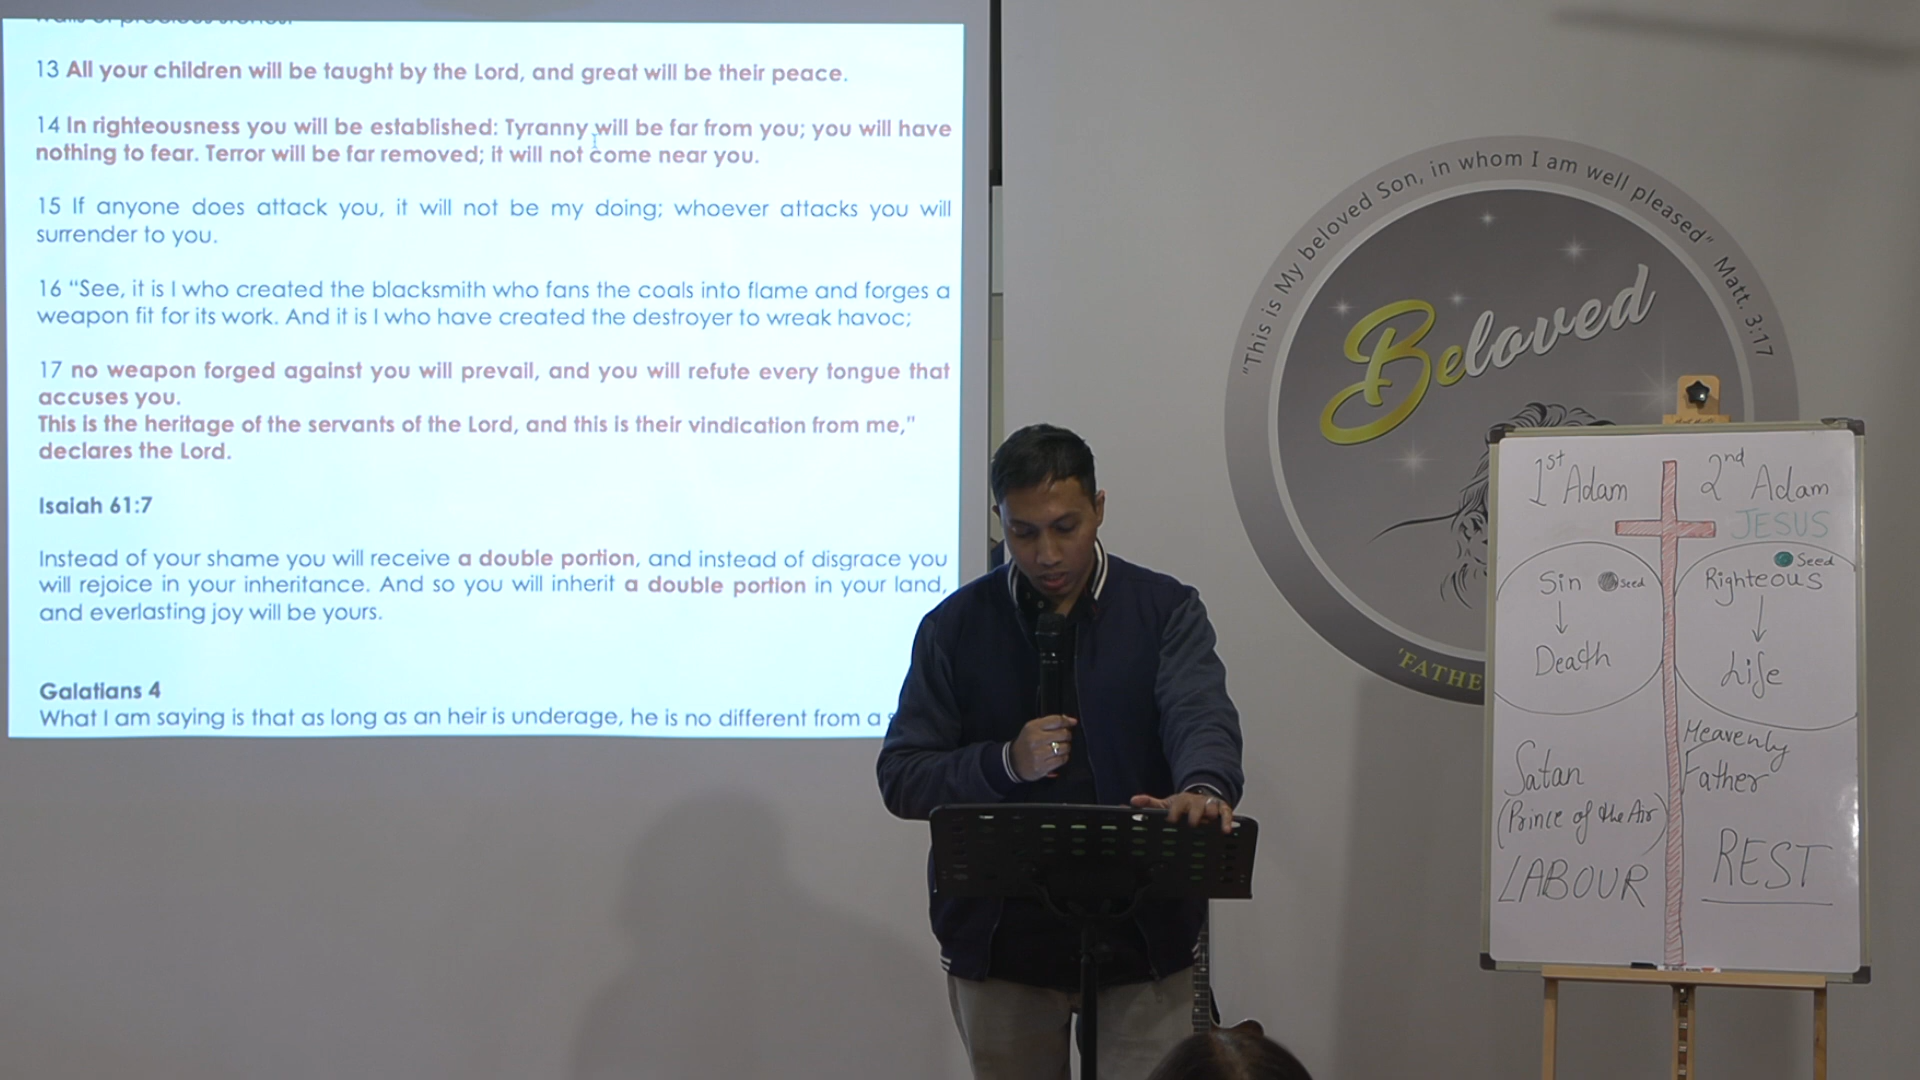 13 All your children will be taught by the Lord, and great will be their peace.
14 In righteousness you will be established: Tyranny will be far from you; you will have
nothing to fear. Terror will be far removed; it will not come near you.
15 If anyone does attack you, it will not be my doing; whoever attacks you will
surrender to you.
16 “See, it is I who created the blacksmith who fans the coals into flame and forges a
weapon fit for its work. And it is I who have created the destroyer to wreak havoc;
17 no weapon forged against you will prevail, and you will refute every tongue that
accuses you.
This is the heritage of the servants of the Lord, and this is their vindication from me,”
declares the Lord.
Isaiah 61:7
Instead of your shame you will receive a double portion, and instead of disgrace you
will rejoice in your inheritance. And so you will inherit a double portion in your land,
and everlasting joy will be yours.
Galatians 4
What I am saying is that as long as an heir is underage, he is no different from a
"This is My beloved Son, in whom I am well pleased" Matt. 3:17
Beloved
'FATHE
1st Adam
2nd Adam
JESUS
Sin Seed
Death
Seed
Righteous
Life
Satan
(Prince of the Air)
LABOUR
Heavenly
Father
REST